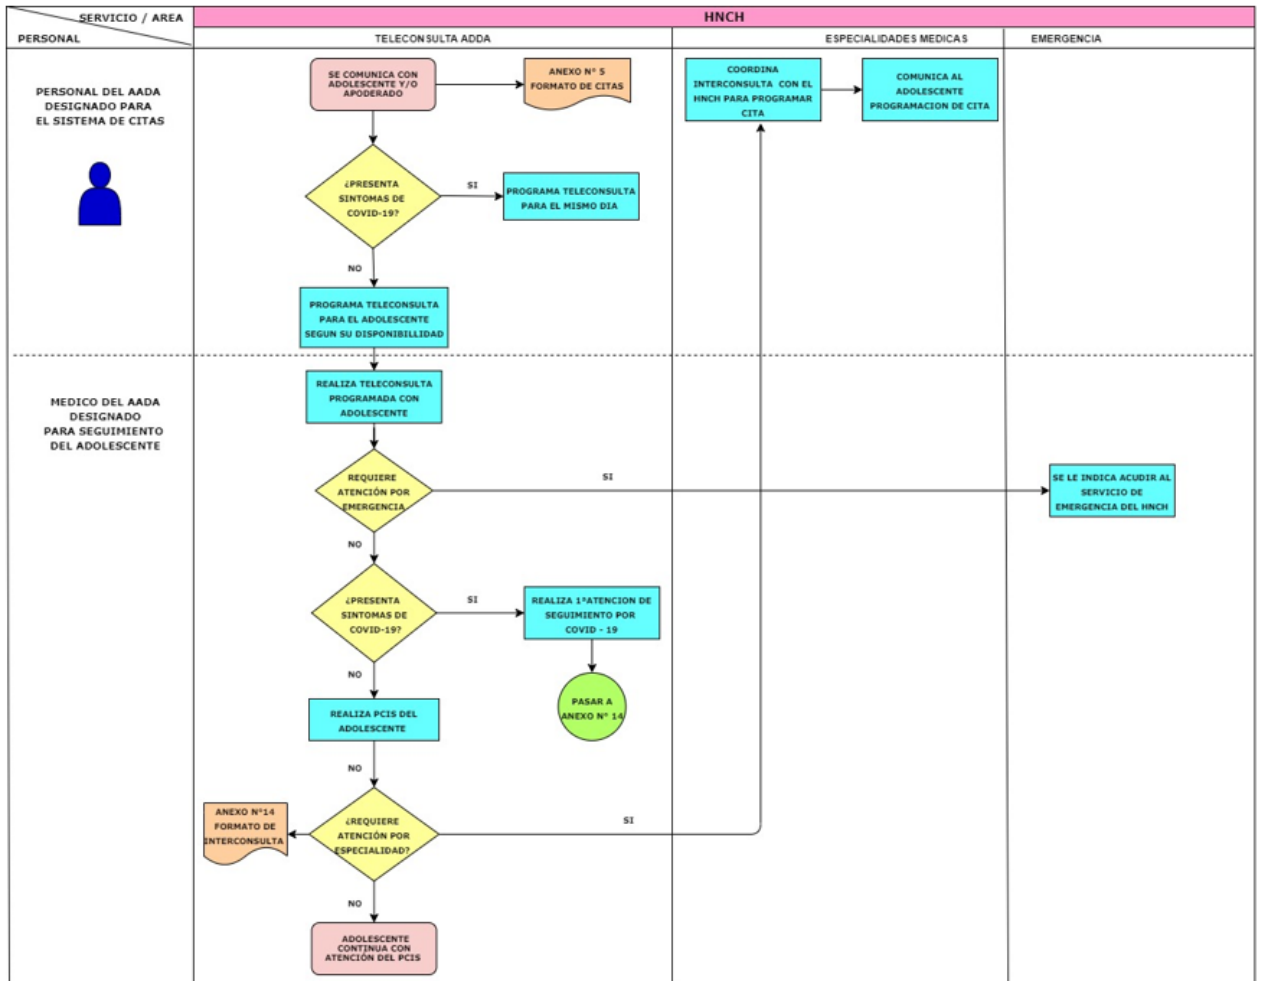 SERVICIO / AREA
HNCH
PERSONAL
TELECONSULTA ADDA
ESPECIALIDADES MEDICAS
EMERGENCIA
PERSONAL DEL AADA
DESIGNADO PARA
EL SISTEMA DE CITAS
SE COMUNICA CON
ADOLESCENTE Y/O
APODERADO
ANEXO N° 5
FORMATO DE CITAS
COORDINA
INTERCONSULTA CON EL
HNCH PARA PROGRAMAR
CITA
COMUNICA AL
ADOLESCENTE
PROGRAMACION DE CITA
¿PRESENTA
SINTOMAS DE
COVID-19?
SI
PROGRAMA TELECONSULTA
PARA EL MISMO DIA
NO
PROGRAMA TELECONSULTA
PARA EL ADOLESCENTE
SEGUN SU DISPONIBILLIDAD
MEDICO DEL AADA
DESIGNADO
PARA SEGUIMIENTO
DEL ADOLESCENTE
REALIZA TELECONSULTA
PROGRAMADA CON
ADOLESCENTE
REQUIERE
ATENCIÓN POR
EMERGENCIA
SI
SE LE INDICA ACUDIR AL
SERVICIO DE
EMERGENCIA DEL HNCH
NO
¿PRESENTA
SINTOMAS DE
COVID-19?
SI
REALIZA 1ªATENCION DE
SEGUIMIENTO POR
COVID - 19
NO
PASAR A
ANEXO N° 14
REALIZA PCIS DEL
ADOLESCENTE
NO
ANEXO N°14
FORMATO DE
INTERCONSULTA
¿REQUIERE
ATENCIÓN POR
ESPECIALIDAD?
SI
NO
ADOLESCENTE
CONTINUA CON
ATENCIÓN DEL PCIS